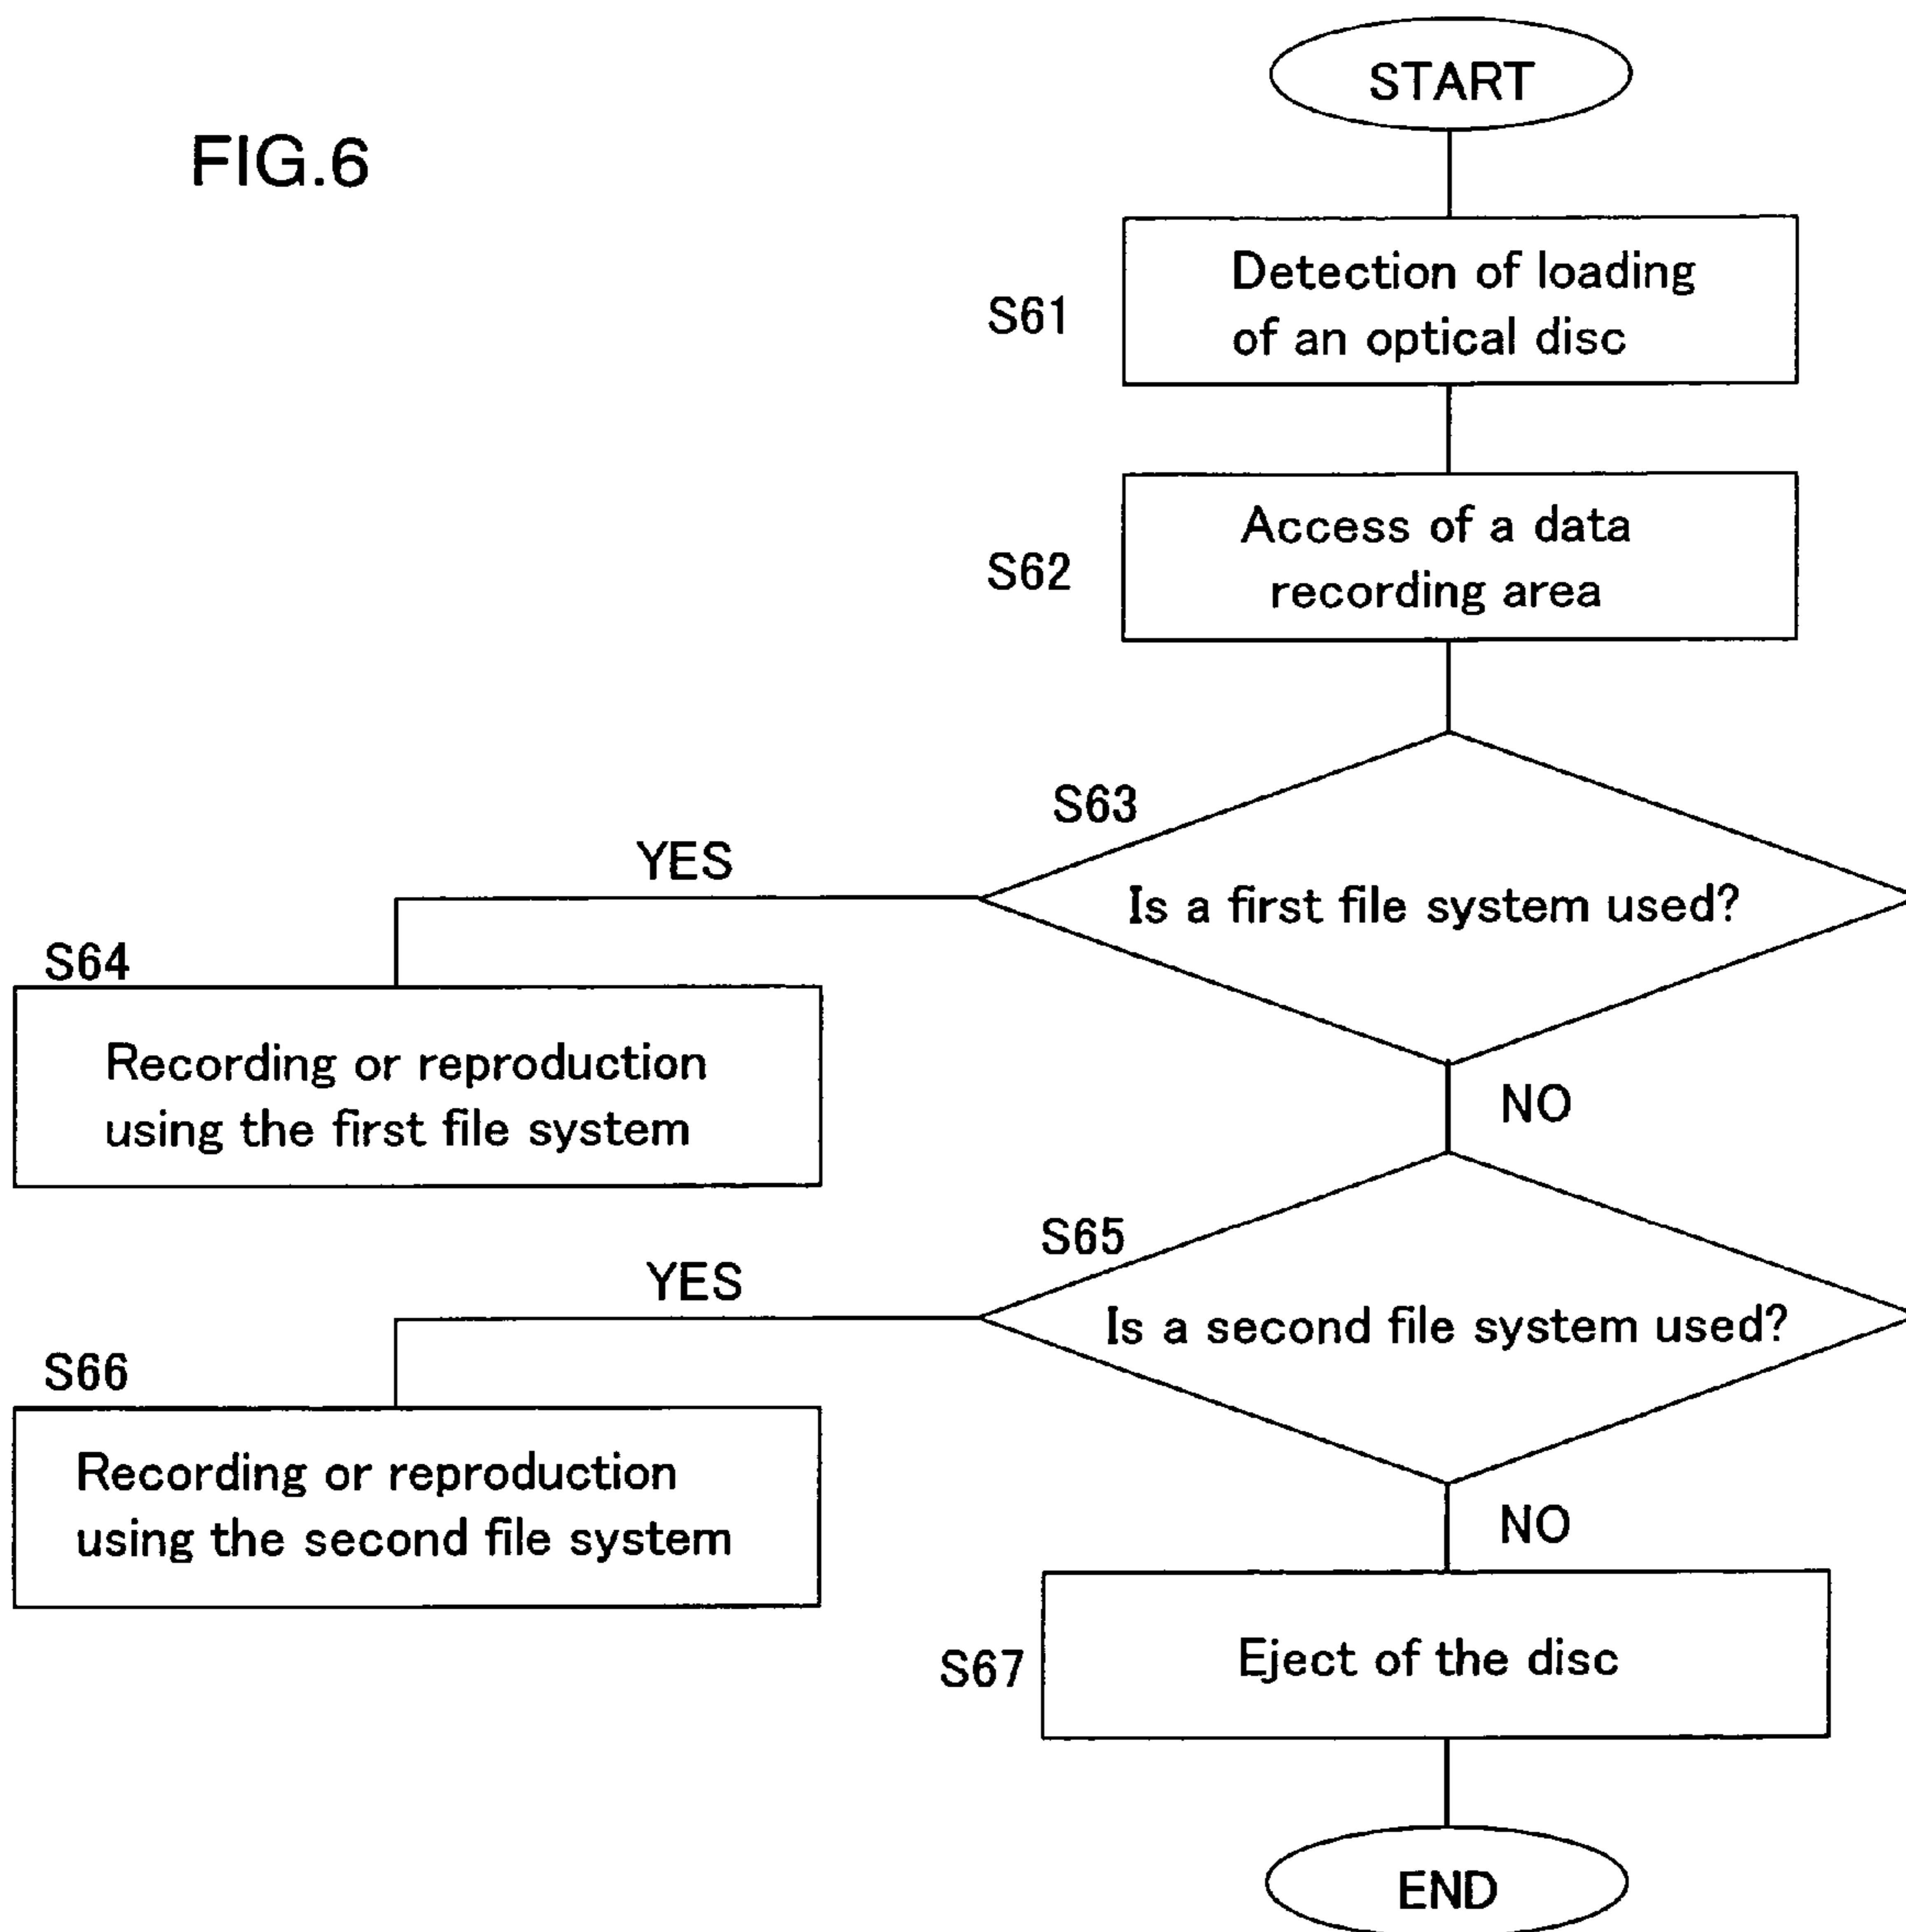 FIG.6
START
S61
Detection of loading
of an optical disc
S62
Access of a data
recording area
S63
YES
Is a first file system used?
S64
Recording or reproduction
using the first file system
NO
S65
YES
Is a second file system used?
S66
Recording or reproduction
using the second file system
NO
S67
Eject of the disc
END